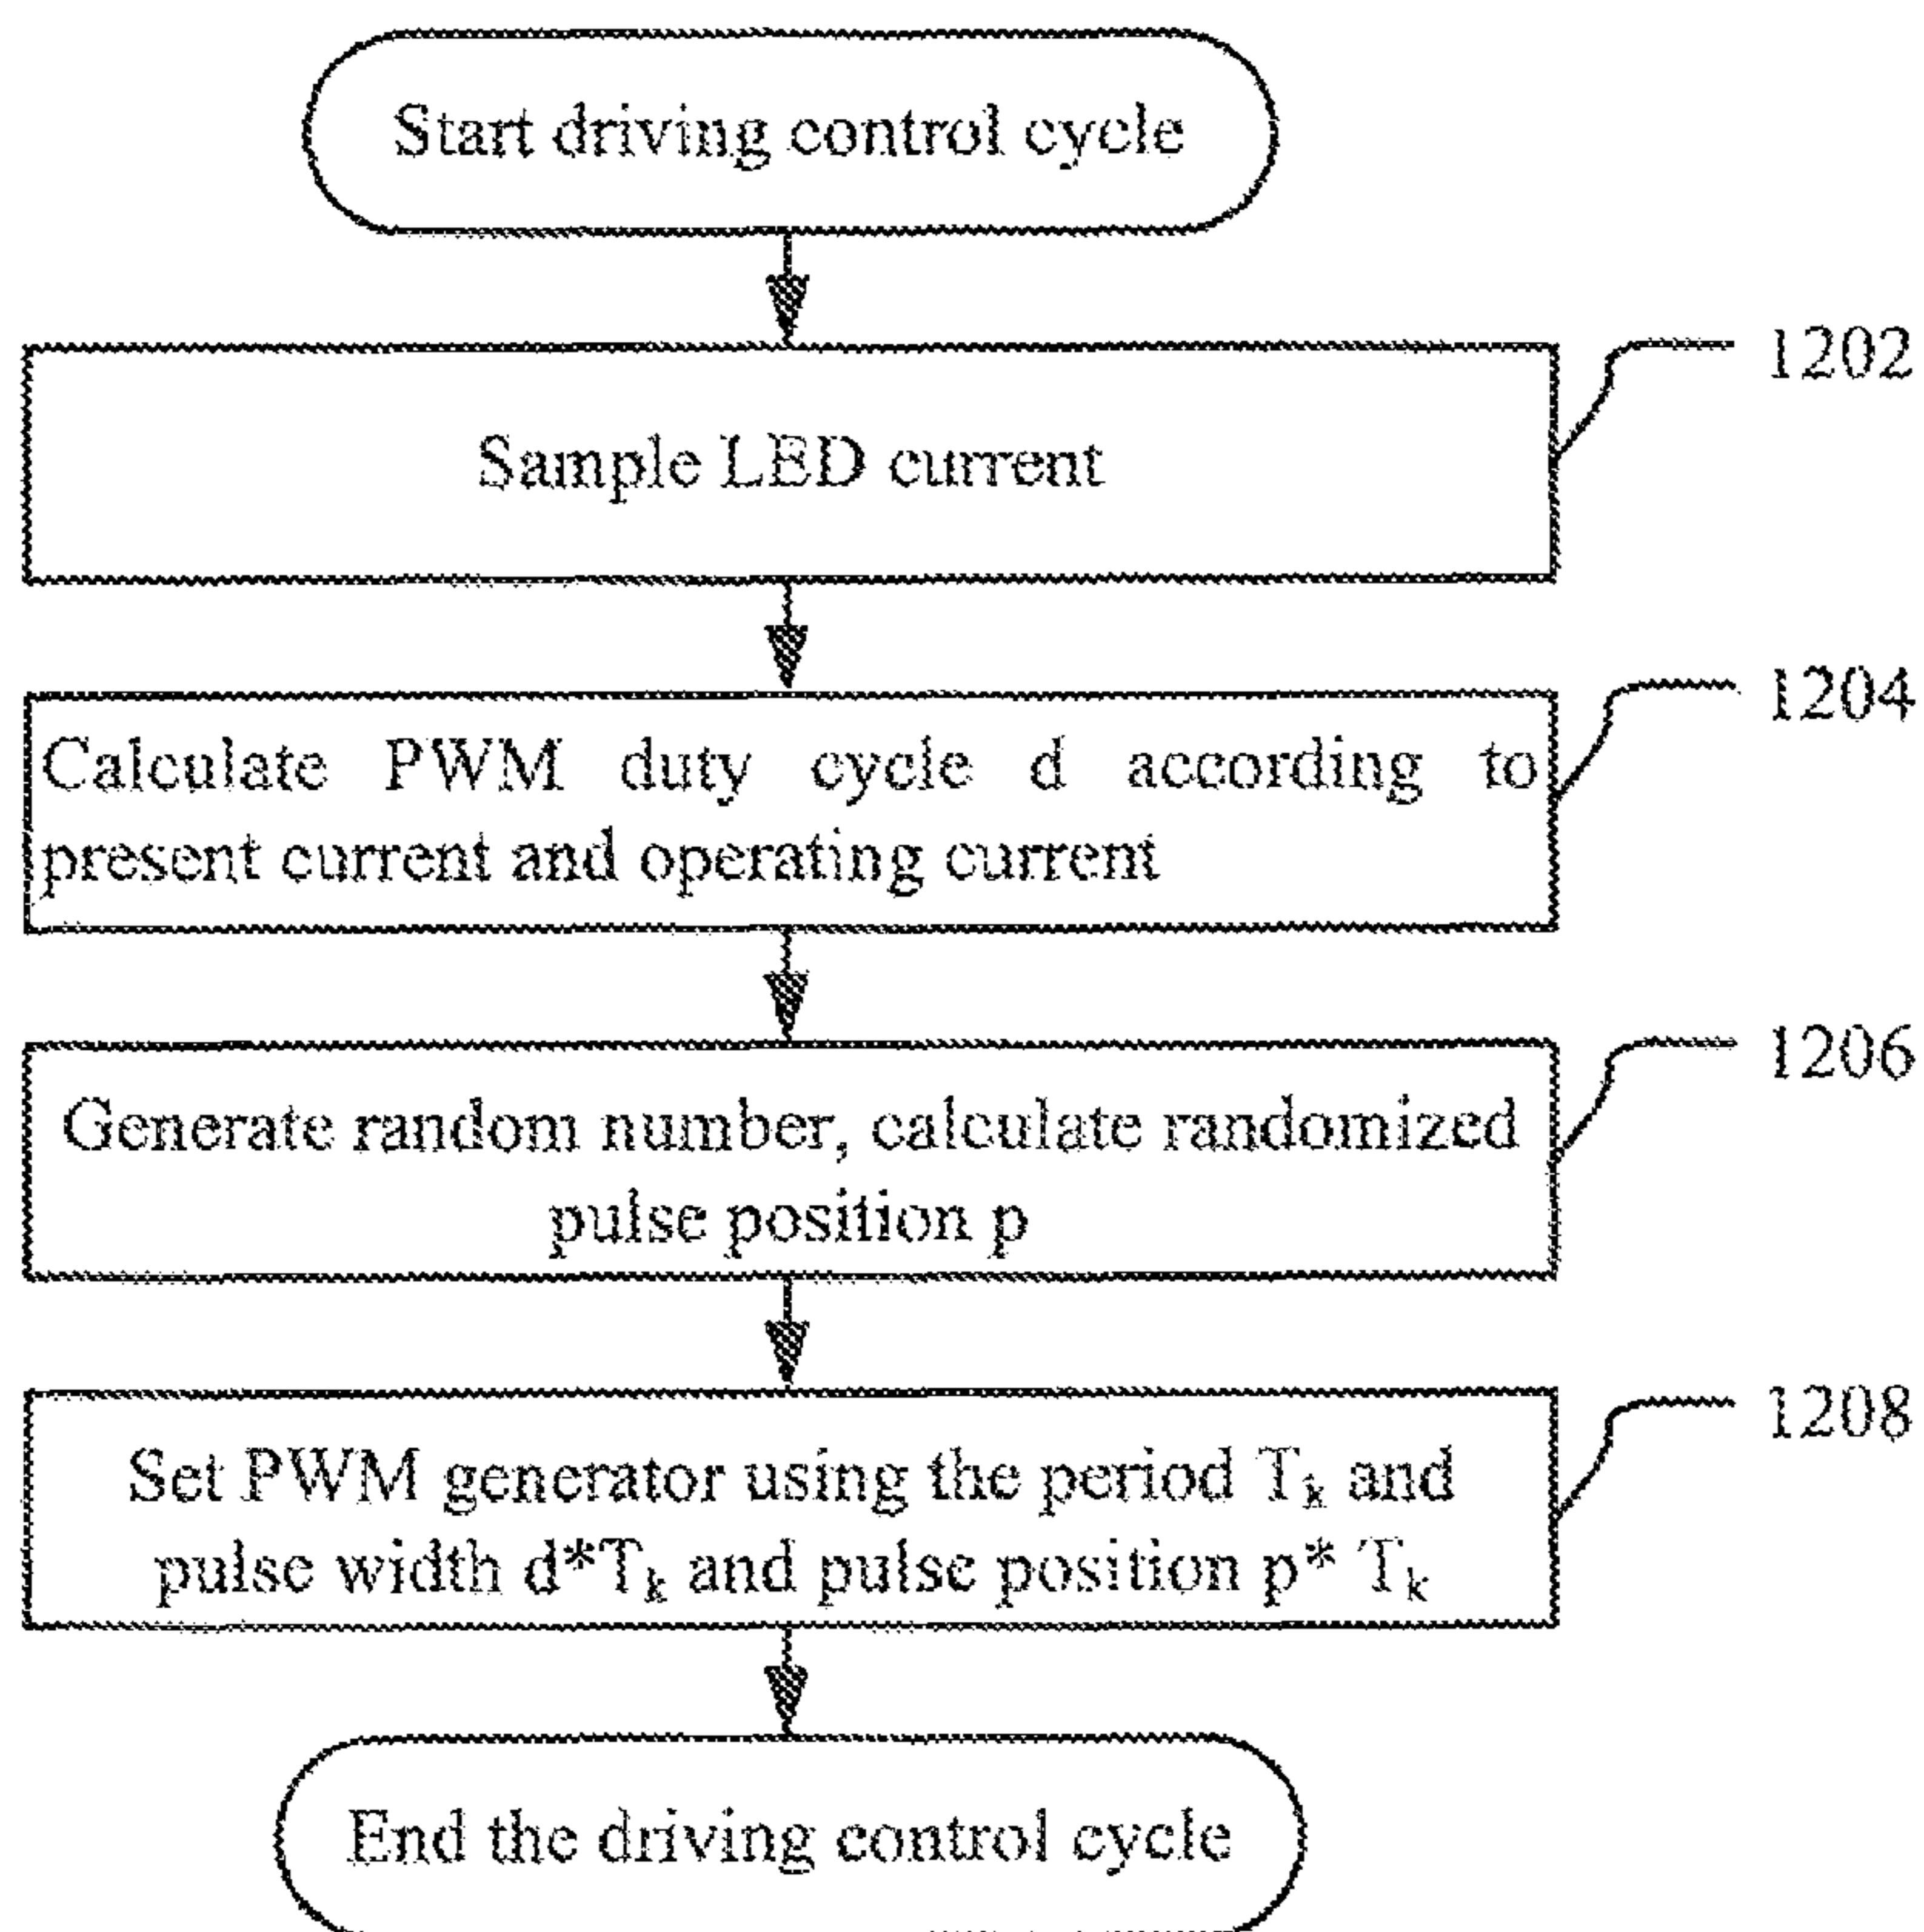 Start driving control cycle
1202
Sample LED current
1204
Calculate PWM duty cycle d according to
present current and operating current
1206
Generate random number, calculate randomized
pulse position p
1208
Set PWM generator using the period Tₖ and
pulse width d*Tₖ and pulse position p* Tₖ
End the driving control cycle